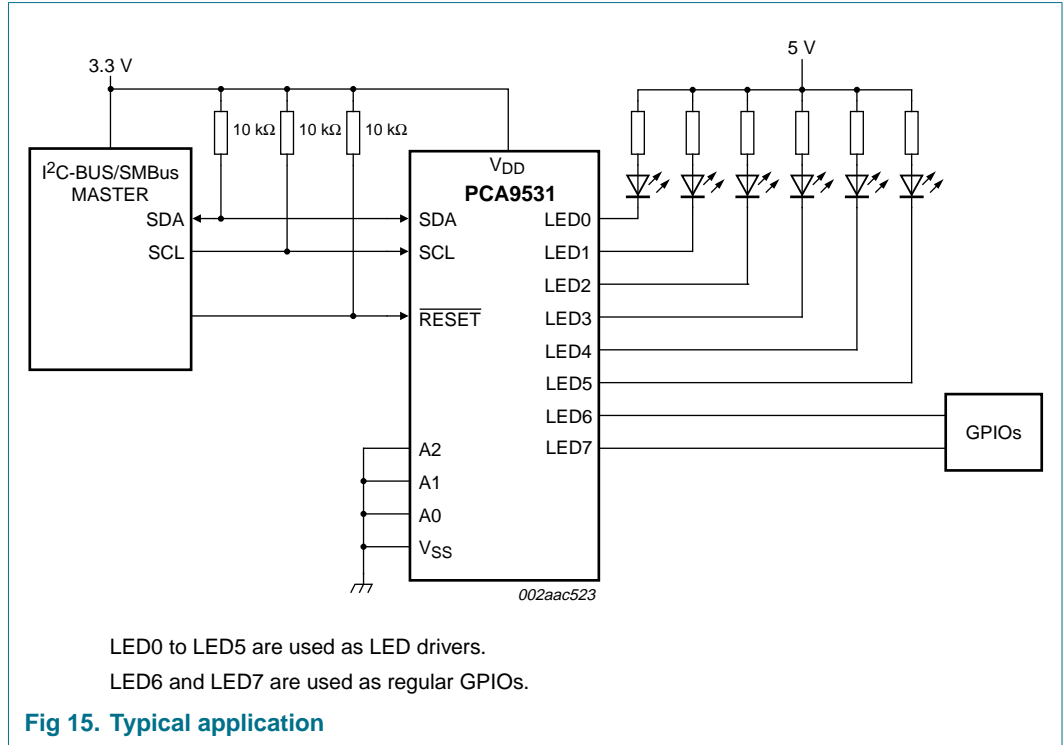 3.3 V
5 V
10 kΩ 10 kΩ 10 kΩ
I2C-BUS/SMBus
MASTER
SDA
SCL
VDD
PCA9531
SDA
SCL
RESET
A2
A1
A0
VSS
LED0
LED1
LED2
LED3
LED4
LED5
LED6
LED7
GPIOs
002aac523
LED0 to LED5 are used as LED drivers.
LED6 and LED7 are used as regular GPIOs.
Fig 15. Typical application